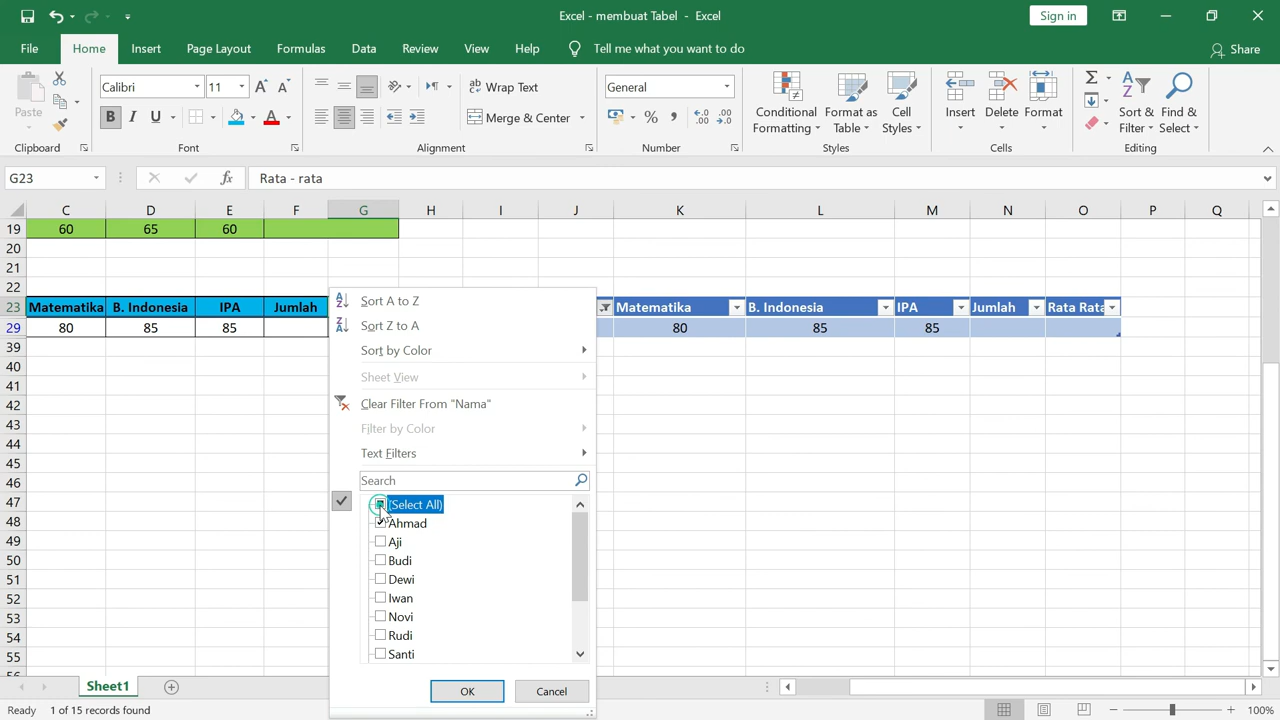 Excel - membuat Tabel - Excel
Sign in
File Home Insert Page Layout Formulas Data Review View Help Tell me what you want to do Share
Paste
Clipboard
Calibri 11
B I U
Font
Wrap Text
Merge & Center
Alignment
General
Number
Conditional Formatting
Format as Table
Cell Styles
Styles
Insert Delete Format
Cells
Sort & Filter
Find & Select
Editing
G23 fx Rata - rata
C D E F G H I J K L M N O P Q
19 60 65 60
20
21
22
23 Matematika B. Indonesia IPA Jumlah Matematika B. Indonesia IPA Jumlah Rata Rata
29 80 85 85 80 85 85
39
40
41
42
43
44
45
46
47
48
49
50
51
52
53
54
55
Sort A to Z
Sort Z to A
Sort by Color
Sheet View
Clear Filter From "Nama"
Filter by Color
Text Filters
Search
(Select All)
Ahmad
Aji
Budi
Dewi
Iwan
Novi
Rudi
Santi
OK Cancel
Sheet1
Ready 1 of 15 records found 100%